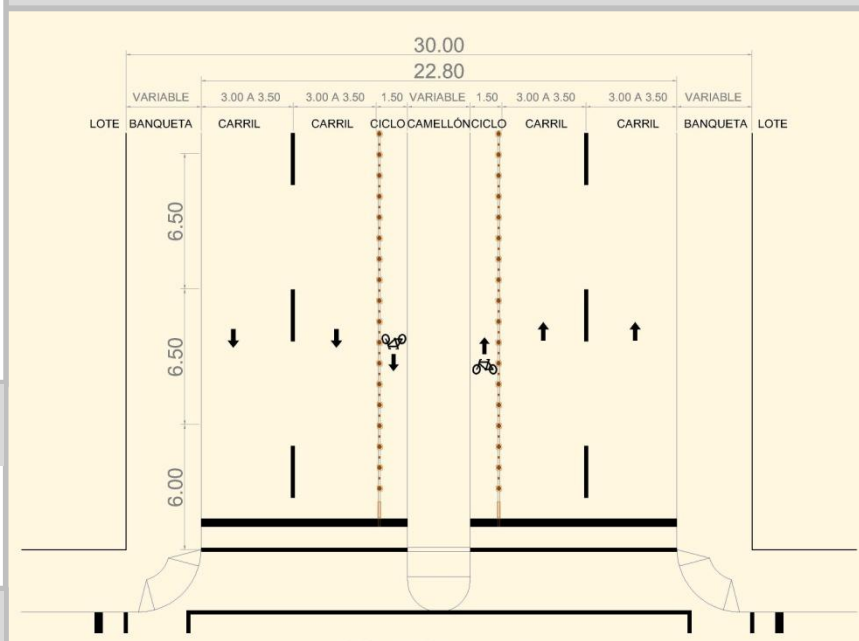 30.00
22.80
VARIABLE 3.00 A 3.50 3.00 A 3.50 1.50 VARIABLE 1.50 3.00 A 3.50 3.00 A 3.50 VARIABLE
LOTE BANQUETA CARRIL CARRIL CICLO CAMELLÓN CICLO CARRIL CARRIL BANQUETA LOTE
6.50
6.50
6.00